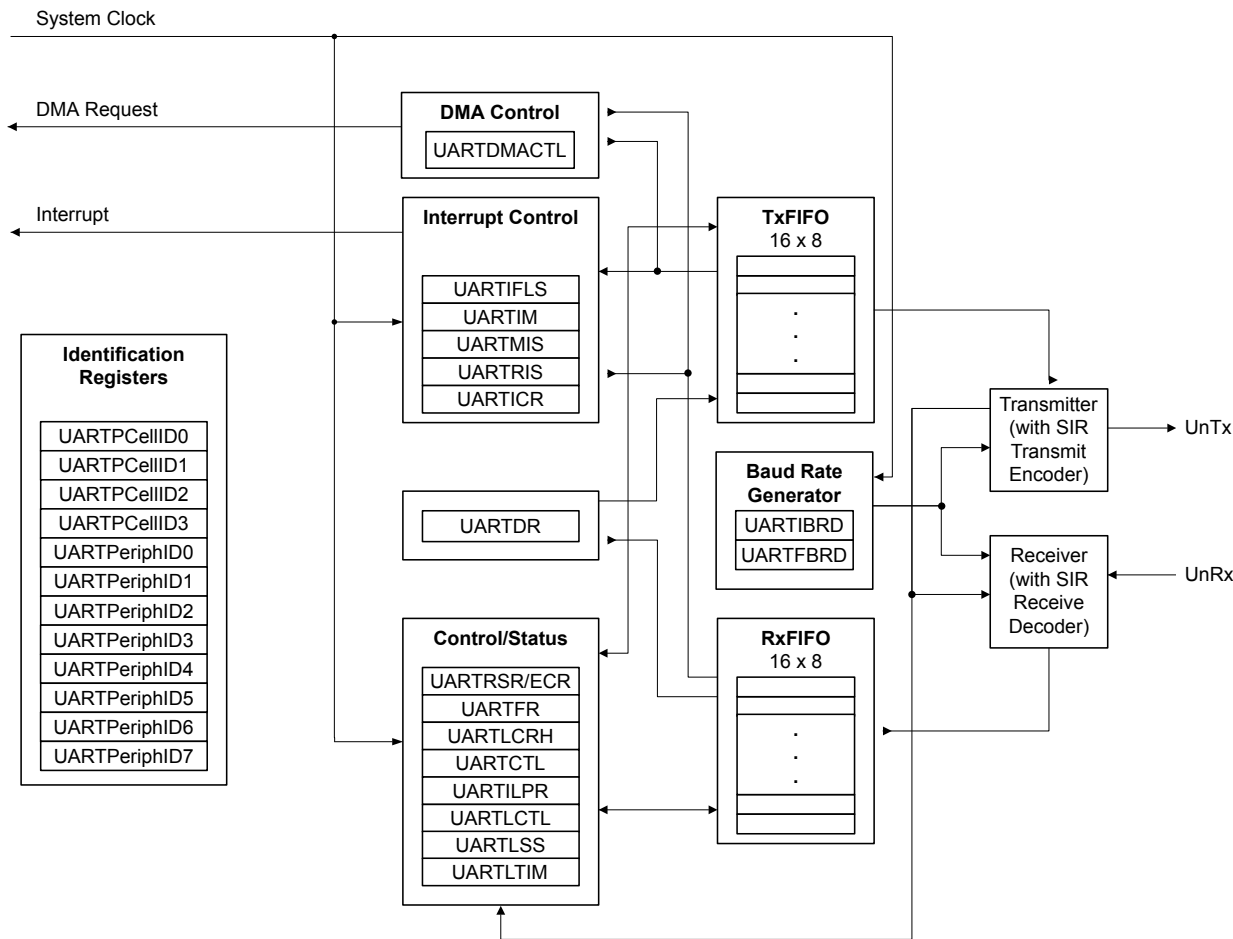 System Clock
DMA Request
DMA Control
UARTDMACTL
Interrupt
Interrupt Control
UARTIFLS
UARTIM
UARTMIS
UARTRIS
UARTICR
TxFIFO
16 x 8
.
.
.
Identification
Registers
UARTPCellID0
UARTPCellID1
UARTPCellID2
UARTPCellID3
UARTPeriphID0
UARTPeriphID1
UARTPeriphID2
UARTPeriphID3
UARTPeriphID4
UARTPeriphID5
UARTPeriphID6
UARTPeriphID7
UARTDR
Baud Rate
Generator
UARTIBRD
UARTFBRD
Transmitter
(with SIR
Transmit
Encoder)
UnTx
Receiver
(with SIR
Receive
Decoder)
UnRx
Control/Status
UARTRSR/ECR
UARTFR
UARTLCRH
UARTCTL
UARTILPR
UARTLCTL
UARTLSS
UARTLTIM
RxFIFO
16 x 8
.
.
.